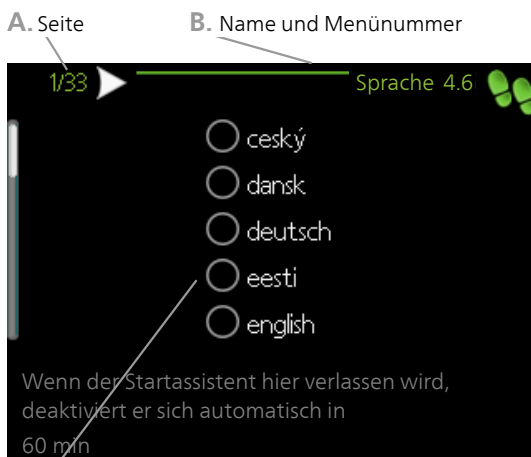 A. Seite
B. Name und Menünummer
1/33
Sprache 4.6
ceský
dansk
deutsch
eesti
english
Wenn der Startassistent hier verlassen wird,
deaktiviert er sich automatisch in
60 min